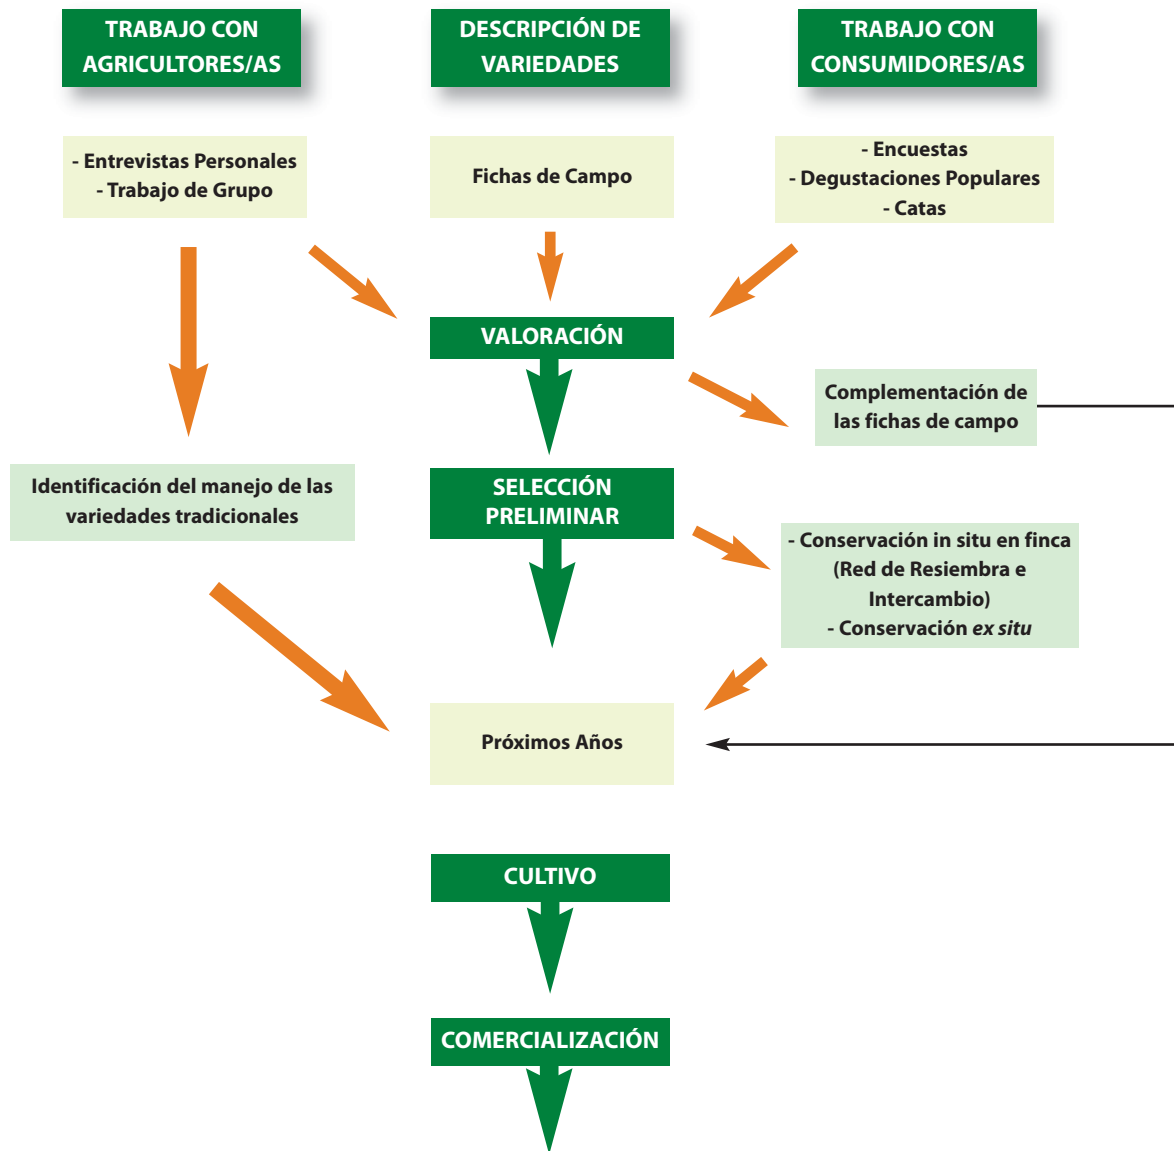 TRABAJO CON
AGRICULTORES/AS
DESCRIPCIÓN DE
VARIEDADES
TRABAJO CON
CONSUMIDORES/AS
- Entrevistas Personales
- Trabajo de Grupo
Fichas de Campo
- Encuestas
- Degustaciones Populares
- Catas
VALORACIÓN
Complementación de
las fichas de campo
Identificación del manejo de las
variedades tradicionales
SELECCIÓN
PRELIMINAR
- Conservación in situ en finca
(Red de Resiembra e
Intercambio)
- Conservación ex situ
Próximos Años
CULTIVO
COMERCIALIZACIÓN